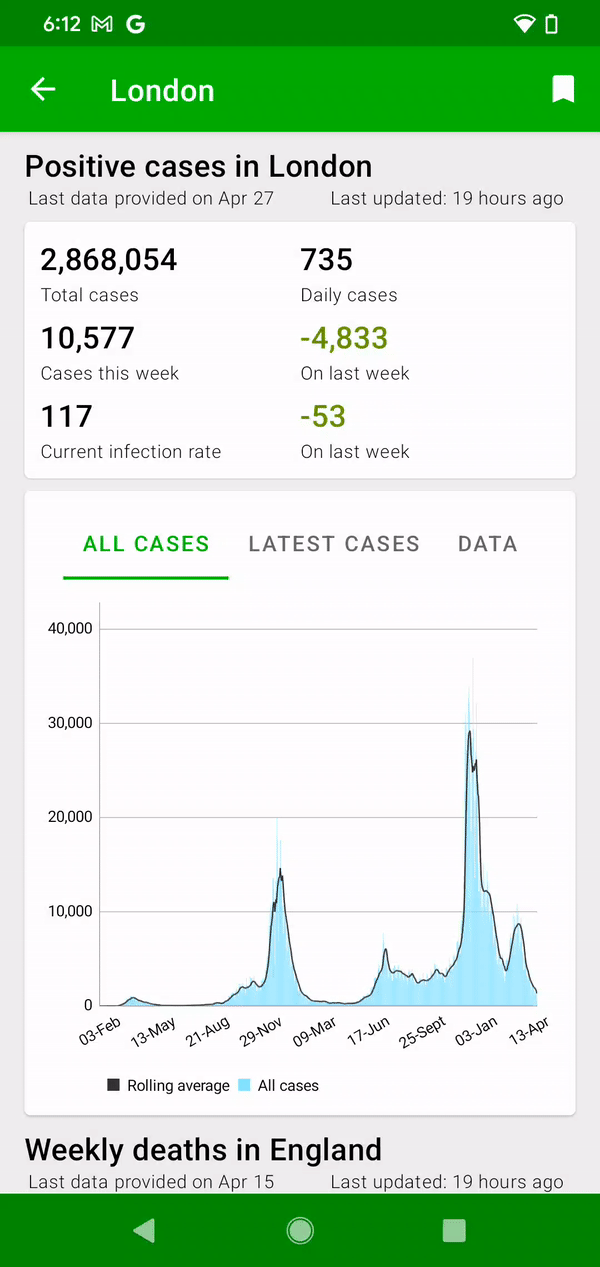 6:12
London
Positive cases in London
Last data provided on Apr 27 Last updated: 19 hours ago
2,868,054 735
Total cases Daily cases
10,577 -4,833
Cases this week On last week
117 -53
Current infection rate On last week
ALL CASES LATEST CASES DATA
40,000
30,000
20,000
10,000
0
03-Feb 13-May 21-Aug 29-Nov 09-Mar 17-Jun 25-Sept 03-Jan 13-Apr
Rolling average All cases
Weekly deaths in England
Last data provided on Apr 15 Last updated: 19 hours ago